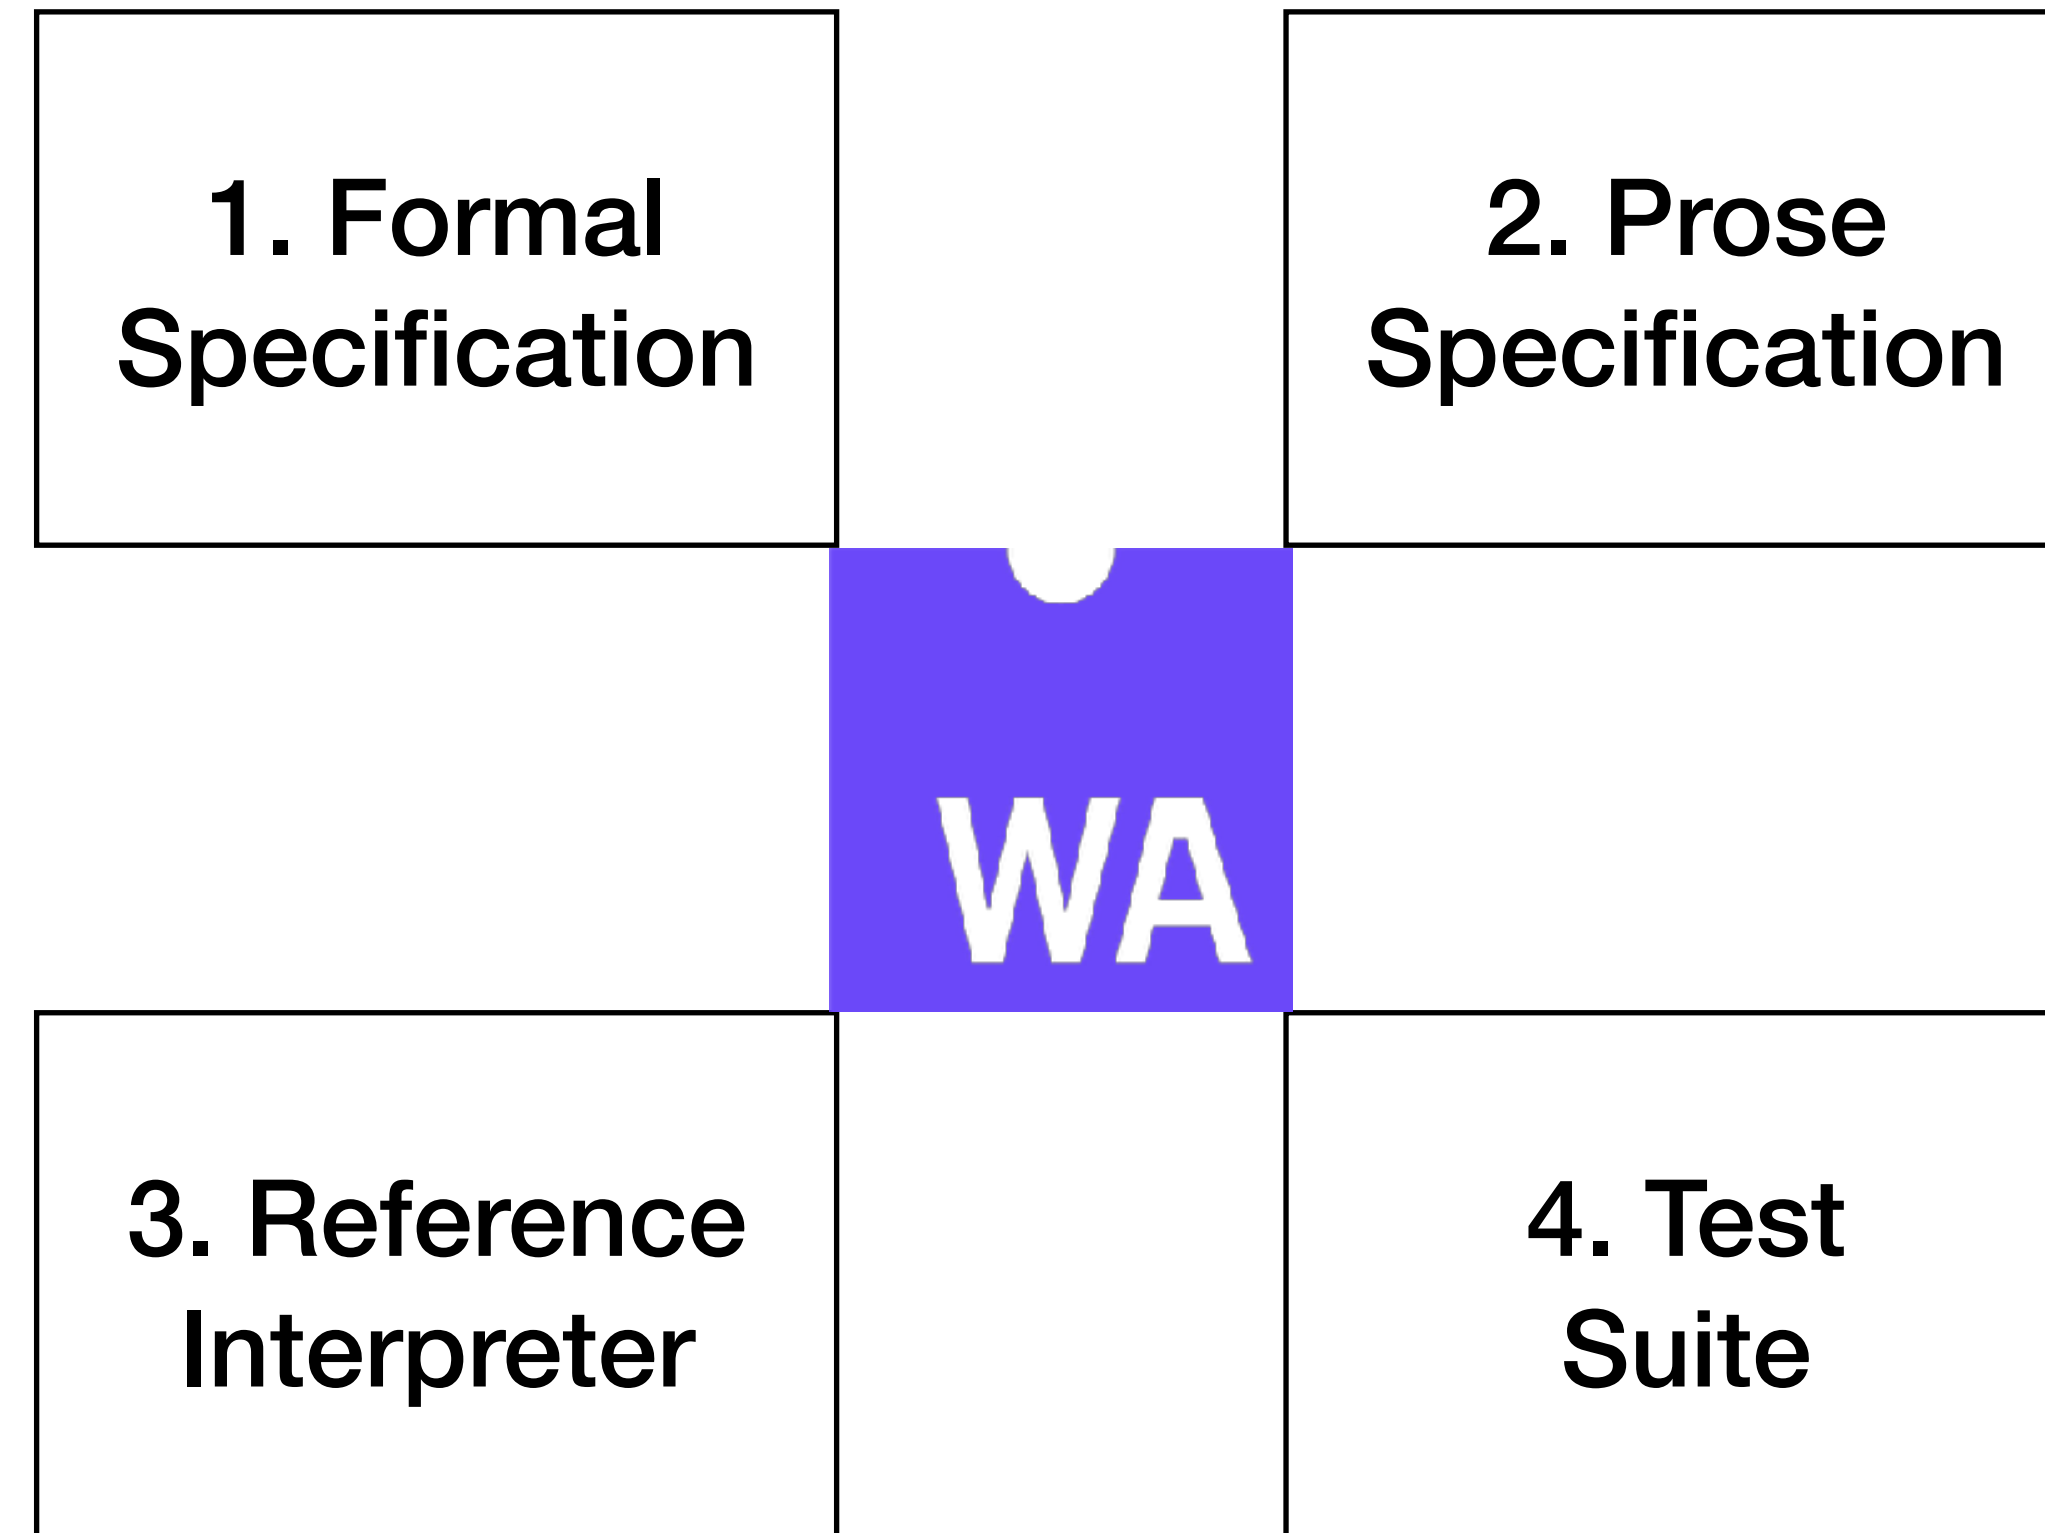 1. Formal
Specification
2. Prose
Specification
WA
3. Reference
Interpreter
4. Test
Suite